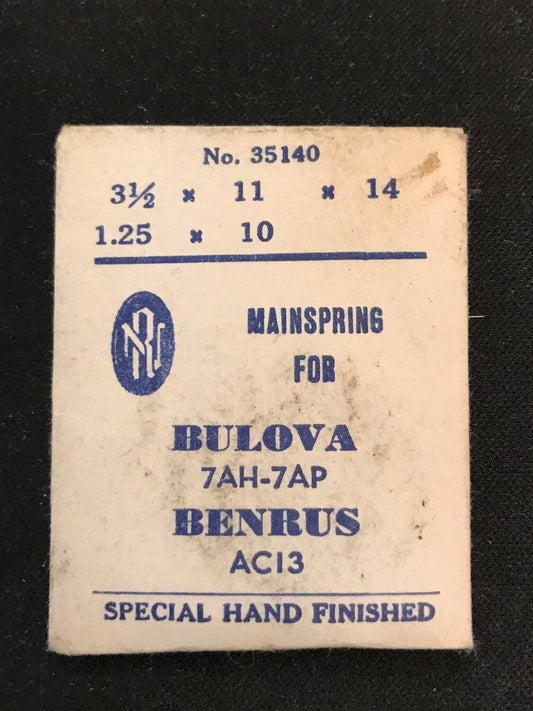 No. 35140
3½ x 11 x 14
1.25 x 10
MAINSPRING
FOR
BULOVA
7AH-7AP
BENRUS
AC13
SPECIAL HAND FINISHED